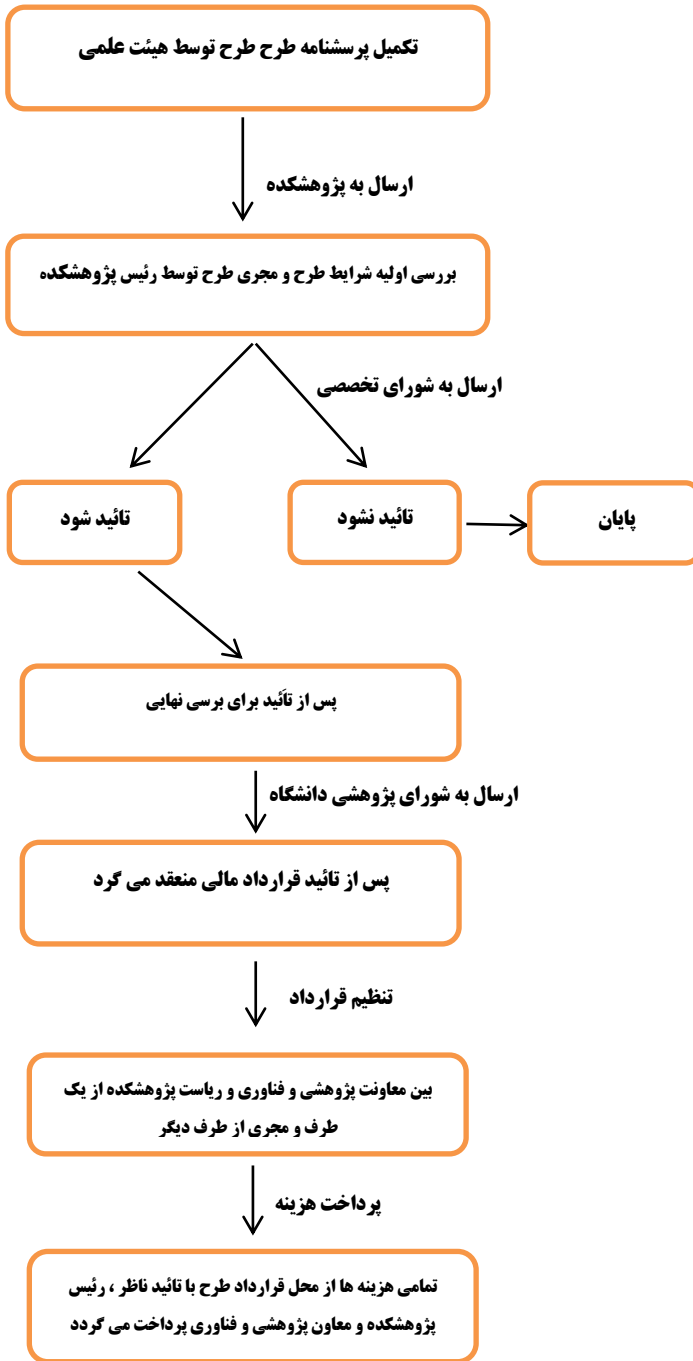 تکمیل پرسشنامه طرح طرح توسط هیئت علمی
ارسال به پژوهشکده
بررسی اولیه شرایط طرح و مجری طرح توسط رئیس پژوهشکده
ارسال به شورای تخصصی
تائید شود
تائید نشود
پایان
پس از تأئید برای برسی نهایی
ارسال به شورای پژوهشی دانشگاه
پس از تائید قرارداد مالی منعقد می گرد
تنظیم قرارداد
بین معاونت پژوهشی و فناوری و ریاست پژوهشکده از یک
طرف و مجری از طرف دیگر
پرداخت هزینه
تمامی هزینه ها از محل قرارداد طرح با تائید ناظر ، رئیس
پژوهشکده و معاون پژوهشی و فناوری پرداخت می گردد